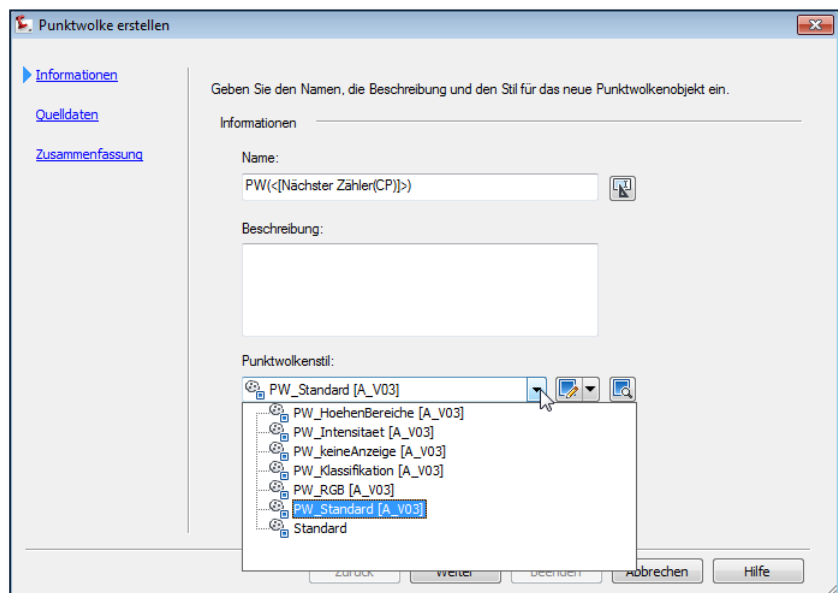 Punktwolke erstellen
Informationen
Quelldaten
Zusammenfassung
Geben Sie den Namen, die Beschreibung und den Stil für das neue Punktwolkenobjekt ein.
Informationen
Name:
PW(<[Nächster Zähler(CP)]>)
Beschreibung:
Punktwolkenstil:
PW_Standard [A_V03]
PW_HoehenBereiche [A_V03]
PW_Intensitaet [A_V03]
PW_keineAnzeige [A_V03]
PW_Klassifikation [A_V03]
PW_RGB [A_V03]
PW_Standard [A_V03]
Standard
Zurück Weiter Beenden Abbrechen Hilfe